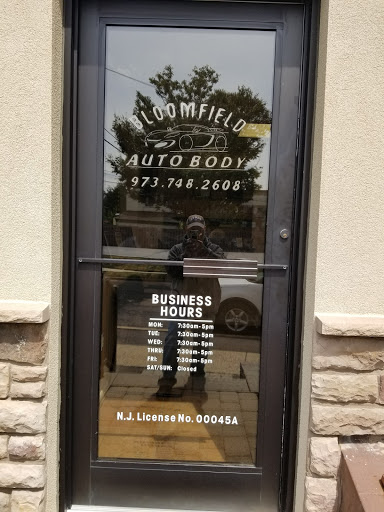 BLOOMFIELD
AUTO BODY
973.748.2608
BUSINESS
HOURS
MON: 7:30am-5pm
TUE: 7:30am-5pm
WED: 7:30am-5pm
THRU: 7:30am-5pm
FRI: 7:30am-5pm
SAT/SUN: Closed
N.J. License No. 00045A